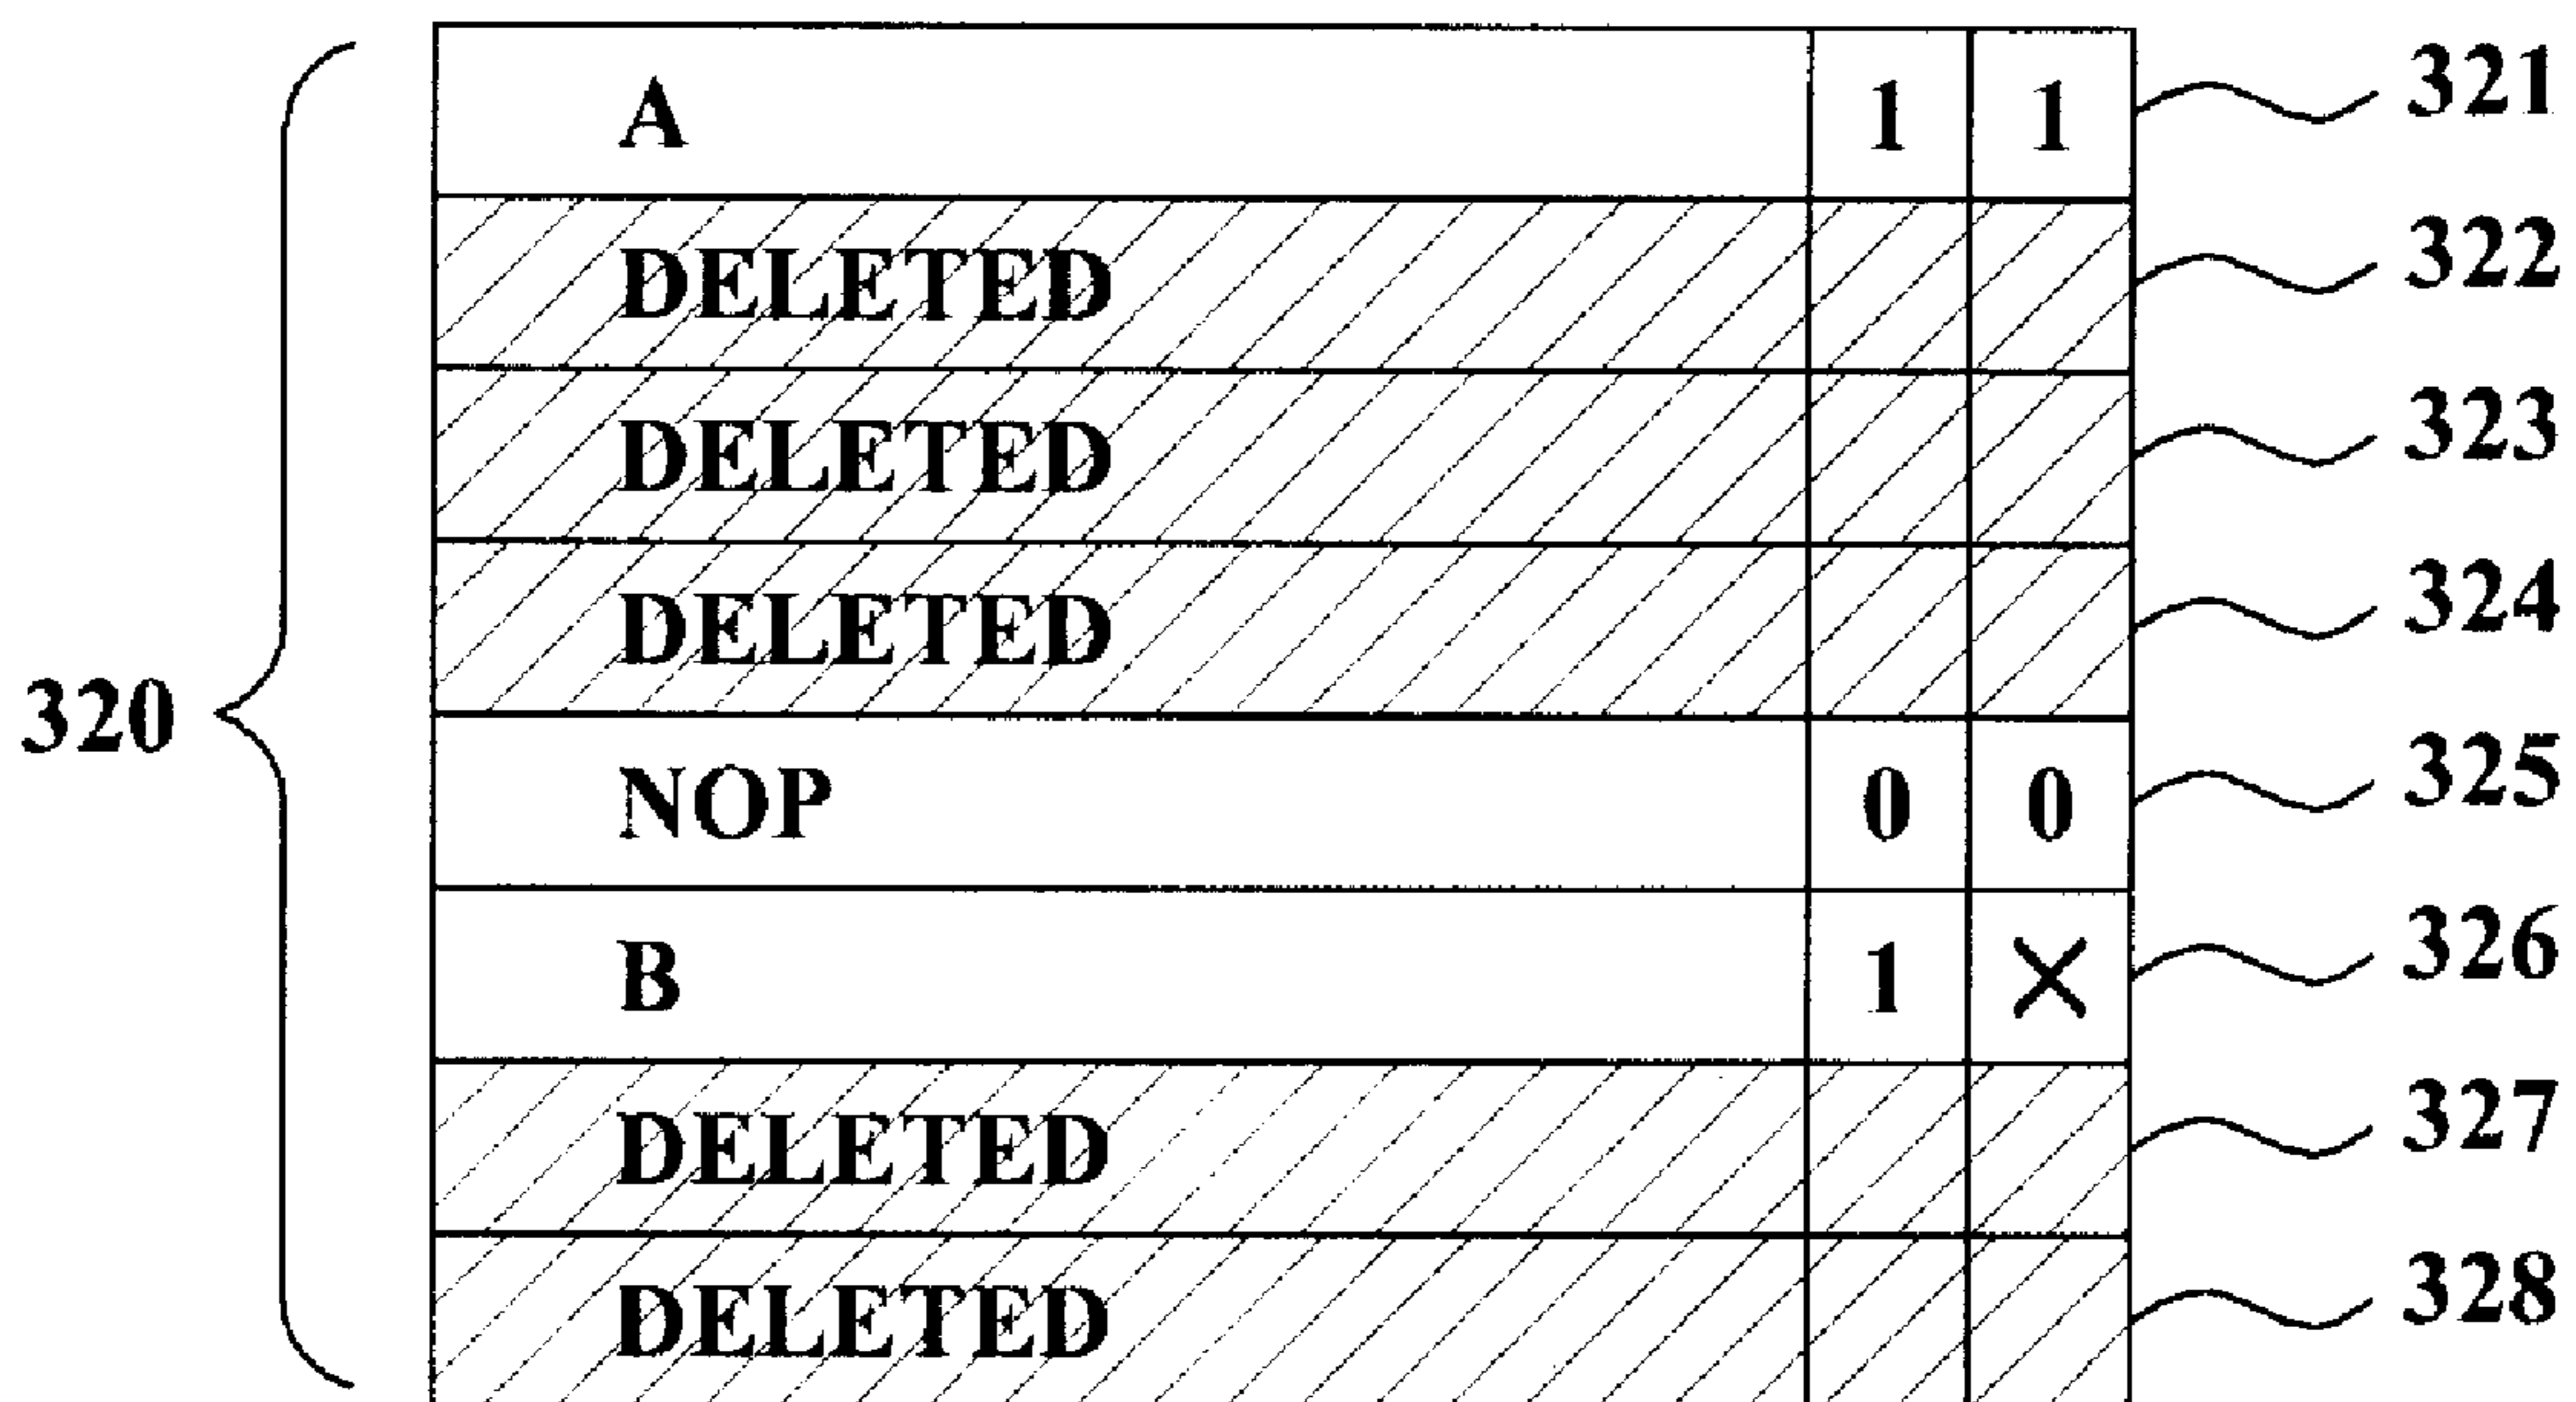 A 1 1 321
DELETED 322
DELETED 323
DELETED 324
320
NOP 0 0 325
B 1 X 326
DELETED 327
DELETED 328